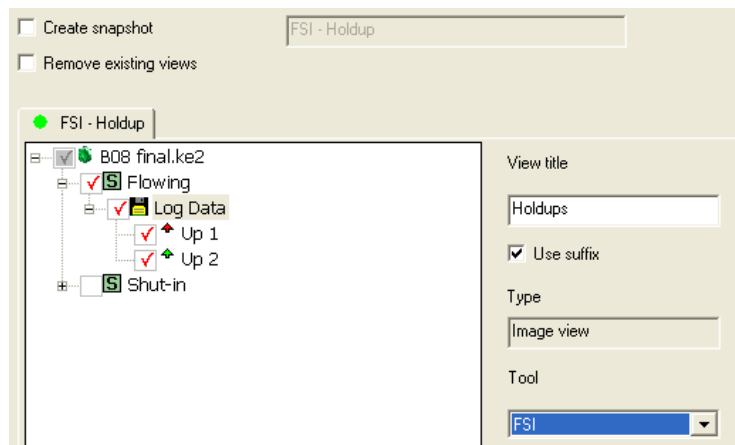 Create snapshot
FSI - Holdup
Remove existing views
FSI - Holdup
B08 final.ke2
View title
S Flowing
Log Data
Holdups
Up 1
Up 2
Use suffix
S Shut-in
Type
Image view
Tool
FSI